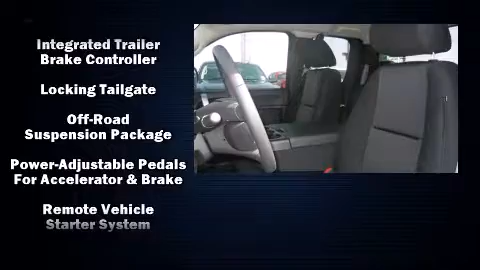 Integrated Trailer
Brake Controller
Locking Tailgate
Off-Road
Suspension Package
Power-Adjustable Pedals
For Accelerator & Brake
Remote Vehicle
Starter System